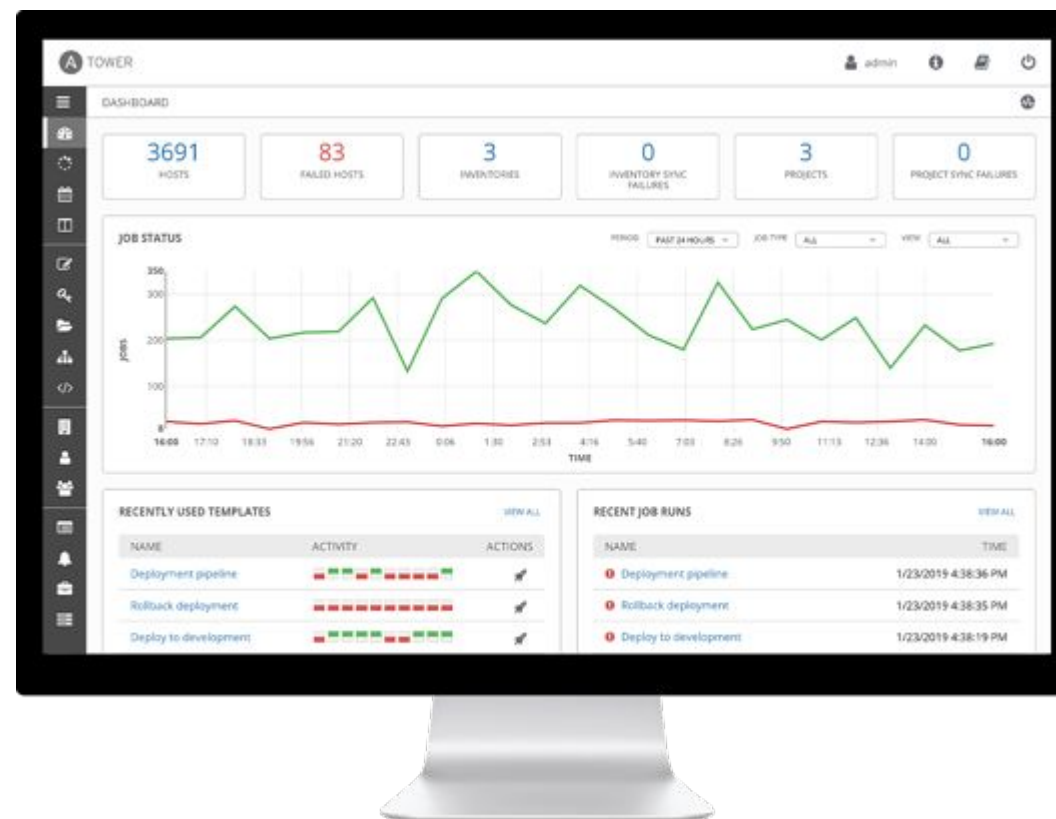 A TOWER admin
DASHBOARD
3691 83 3 0 3 0
HOSTS FAILED HOSTS INVENTORIES INVENTORY SYNC FAILURES PROJECTS PROJECT SYNC FAILURES
JOB STATUS PERIOD PAST 24 HOURS JOB TYPE ALL VIEW ALL
350
300
200
100
0
JOBS
16:00 17:10 18:33 19:56 21:20 22:43 0:06 1:30 2:53 4:16 5:40 7:03 8:26 9:50 11:13 12:36 14:00 16:00
TIME
RECENTLY USED TEMPLATES VIEW ALL
NAME ACTIVITY ACTIONS
Deployment pipeline
Rollback deployment
Deploy to development
RECENT JOB RUNS VIEW ALL
NAME TIME
Deployment pipeline 1/23/2019 4:38:36 PM
Rollback deployment 1/23/2019 4:38:35 PM
Deploy to development 1/23/2019 4:38:19 PM